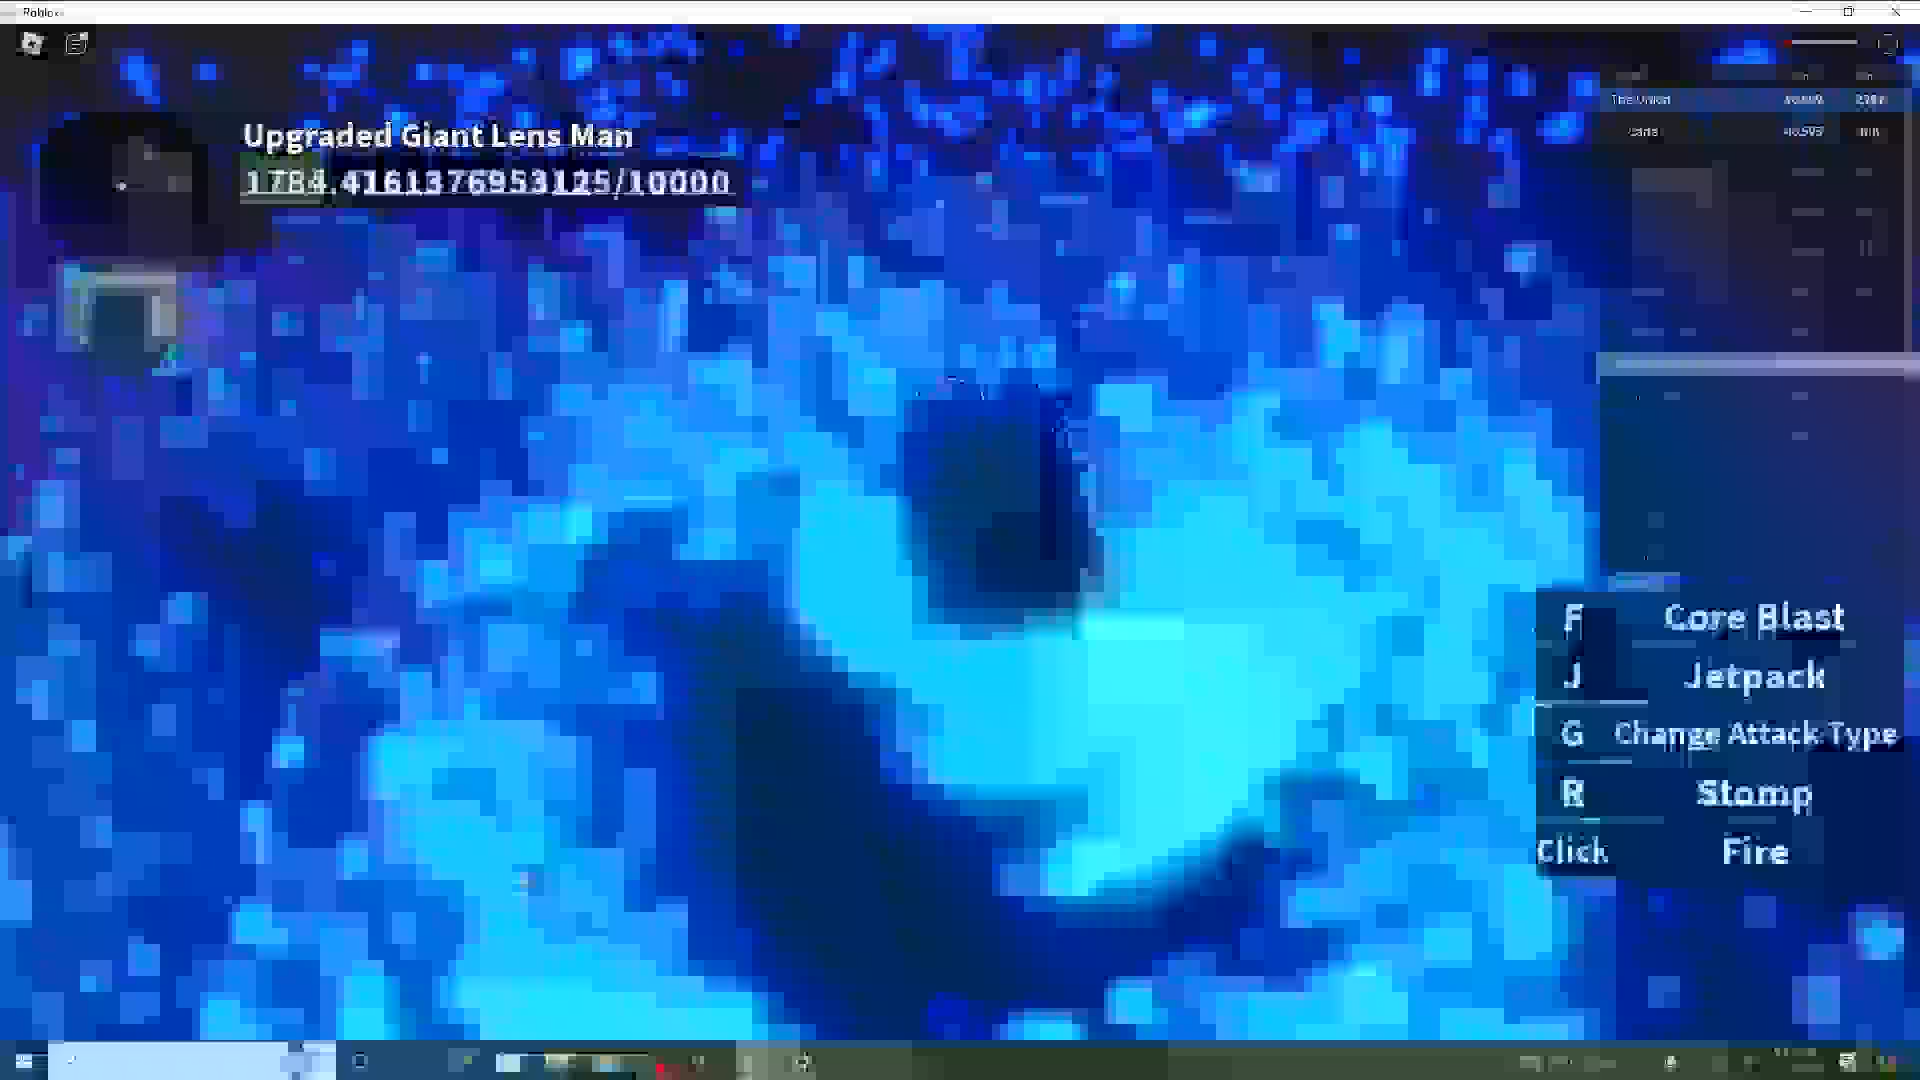 Roblox
Upgraded Giant Lens Man
1784.4161376953125/10000
F Core Blast
J Jetpack
G Change Attack Type
R Stomp
Click Fire